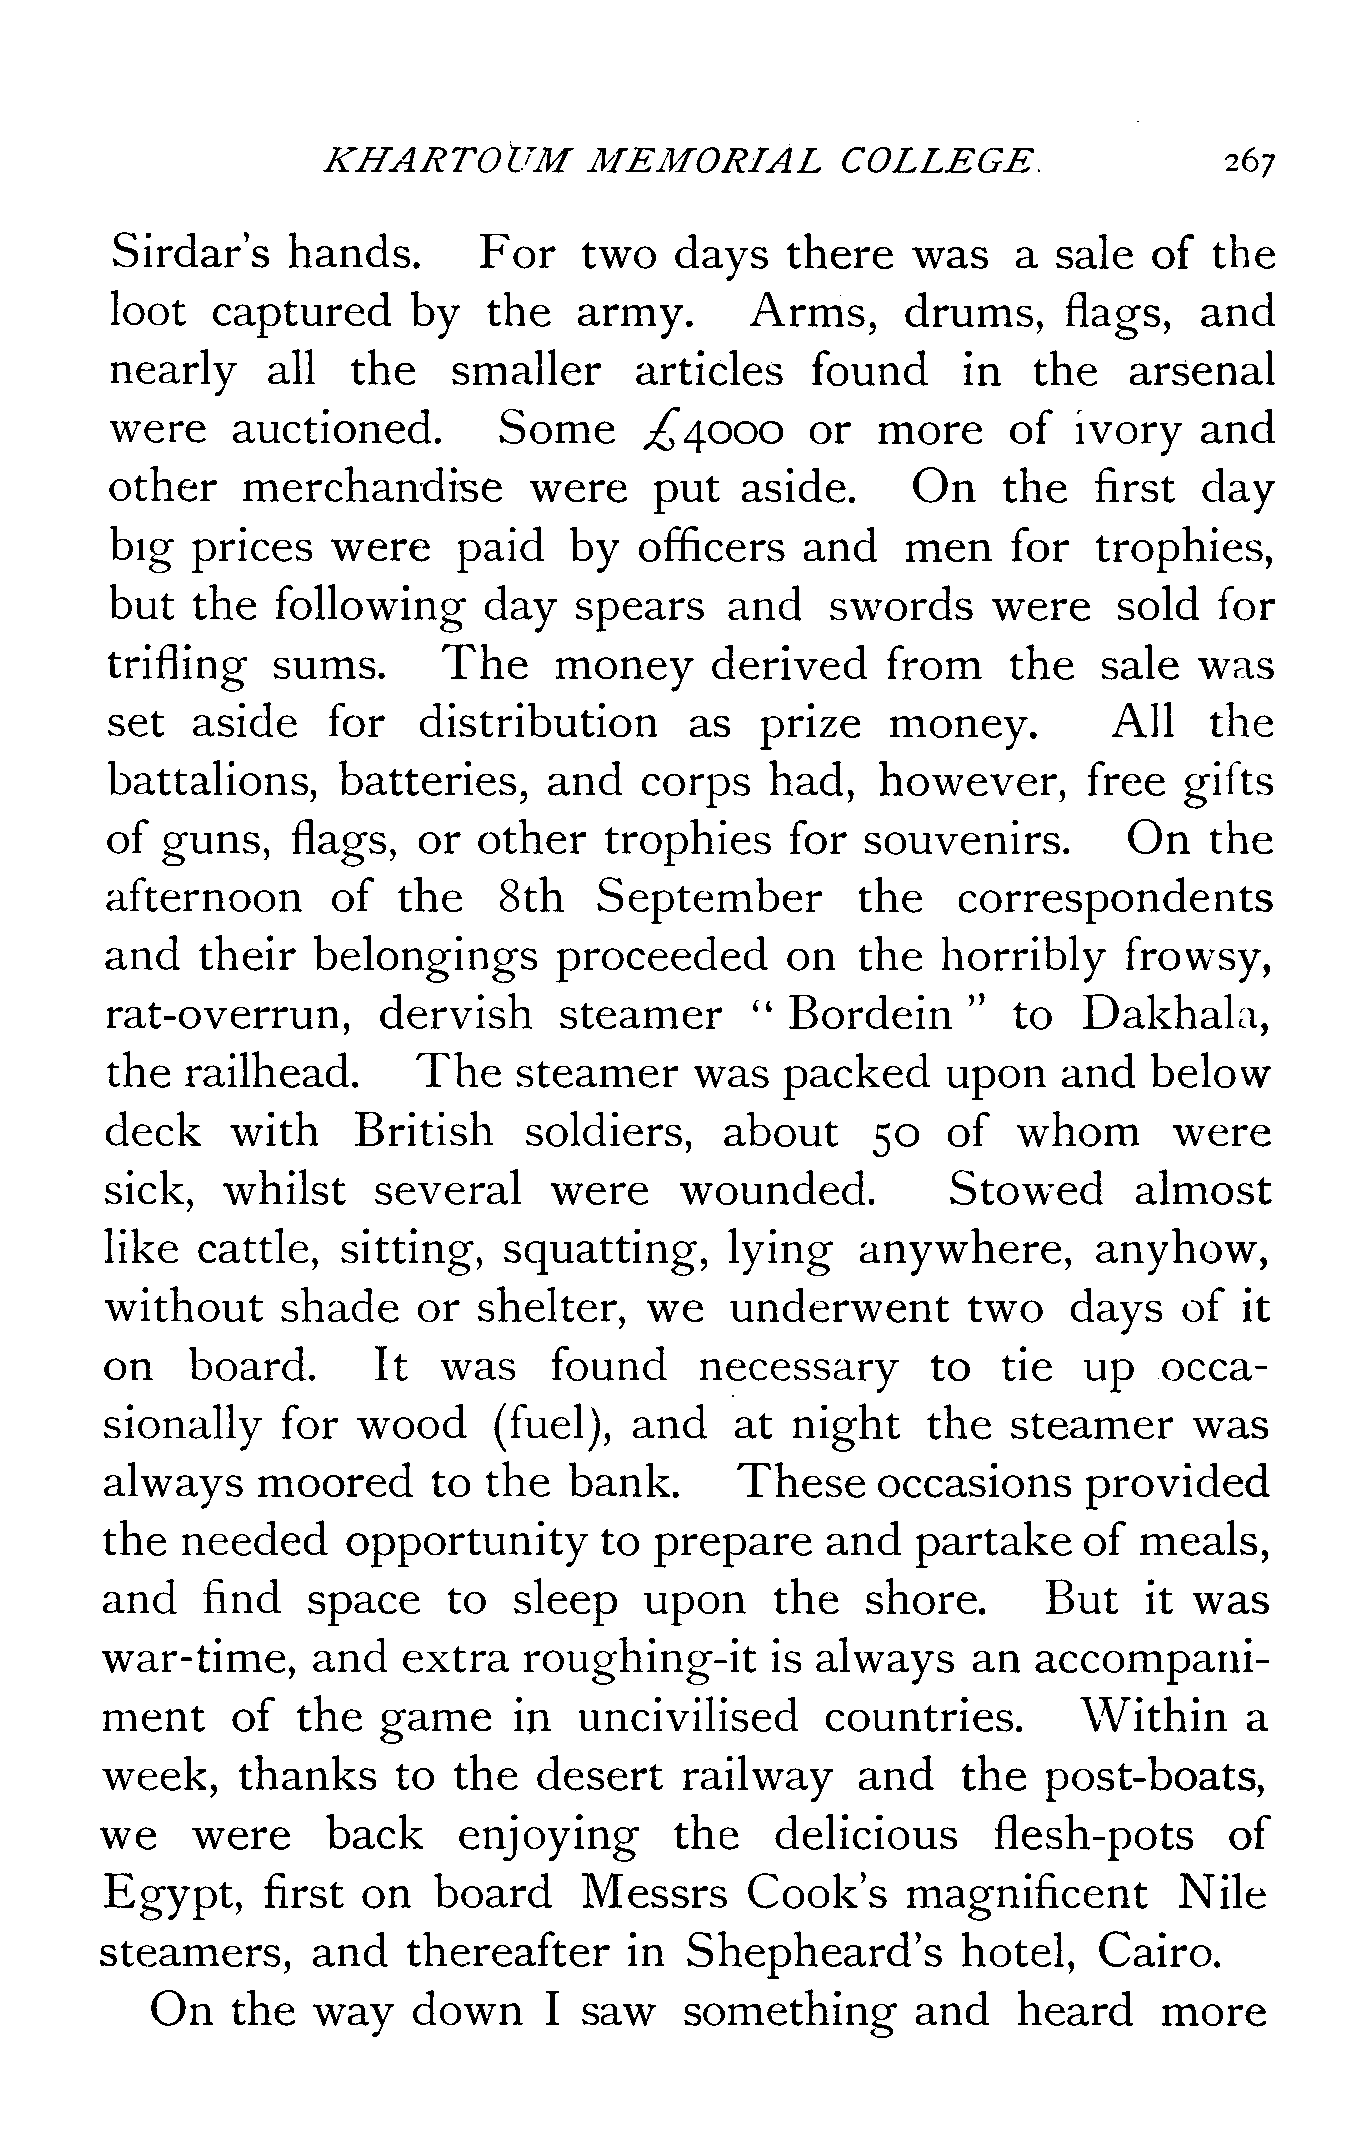 KHARTOUM MEMORIAL COLLEGE. 267
Sirdar's hands. For two days there was a sale of the
loot captured by the army. Arms, drums, flags, and
nearly all the smaller articles found in the arsenal
were auctioned. Some £4000 or more of ivory and
other merchandise were put aside. On the first day
big prices were paid by officers and men for trophies,
but the following day spears and swords were sold for
trifling sums. The money derived from the sale was
set aside for distribution as prize money. All the
battalions, batteries, and corps had, however, free gifts
of guns, flags, or other trophies for souvenirs. On the
afternoon of the 8th September the correspondents
and their belongings proceeded on the horribly frowsy,
rat-overrun, dervish steamer “ Bordein ” to Dakhala,
the railhead. The steamer was packed upon and below
deck with British soldiers, about 50 of whom were
sick, whilst several were wounded. Stowed almost
like cattle, sitting, squatting, lying anywhere, anyhow,
without shade or shelter, we underwent two days of it
on board. It was found necessary to tie up occa-
sionally for wood (fuel), and at night the steamer was
always moored to the bank. These occasions provided
the needed opportunity to prepare and partake of meals,
and find space to sleep upon the shore. But it was
war-time, and extra roughing-it is always an accompani-
ment of the game in uncivilised countries. Within a
week, thanks to the desert railway and the post-boats,
we were back enjoying the delicious flesh-pots of
Egypt, first on board Messrs Cook's magnificent Nile
steamers, and thereafter in Shepheard's hotel, Cairo.
On the way down I saw something and heard more